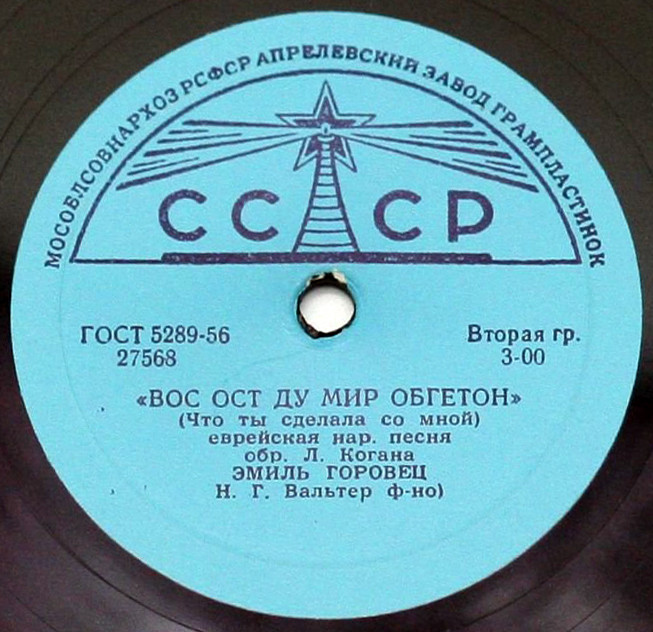 МОСОБЛСОВНАРХОЗ РСФСР АПРЕЛЕВСКИЙ ЗАВОД ГРАМПЛАСТИНОК
СССР
ГОСТ 5289-56
27568
Вторая гр.
3-00
«ВОС ОСТ ДУ МИР ОБГЕТОН»
(Что ты сделала со мной)
еврейская нар. песня
обр. Л. Когана
ЭМИЛЬ ГОРОВЕЦ
Н. Г. Вальтер ф-но)